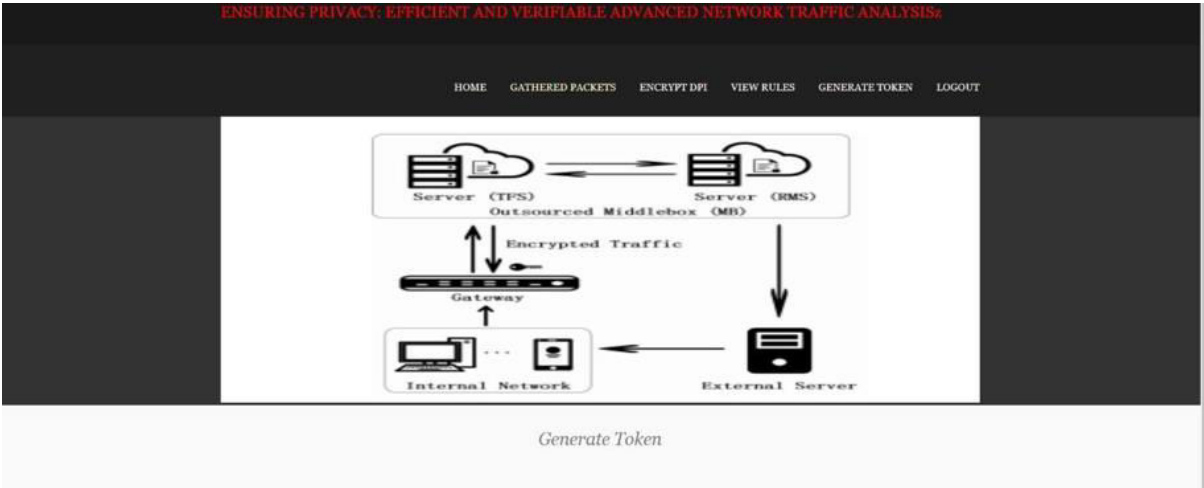 ENSURING PRIVACY: EFFICIENT AND VERIFIABLE ADVANCED NETWORK TRAFFIC ANALYSISz
HOME GATHERED PACKETS ENCRYPT DPI VIEW RULES GENERATE TOKEN LOGOUT
Server (TFS) Server (RMS)
Outsourced Middlebox (MB)
Encrypted Traffic
Gateway
...
Internal Network External Server
Generate Token